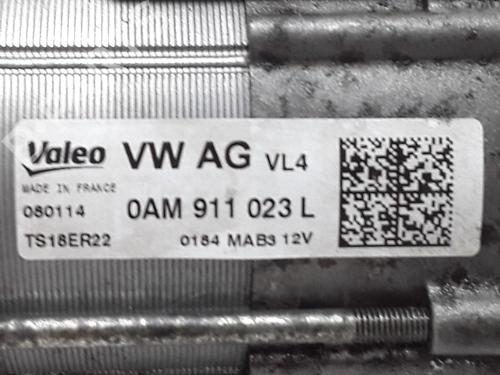 Valeo VW AG VL4
MADE IN FRANCE
080114 0AM 911 023 L
TS18ER22 0184 MAB3 12V